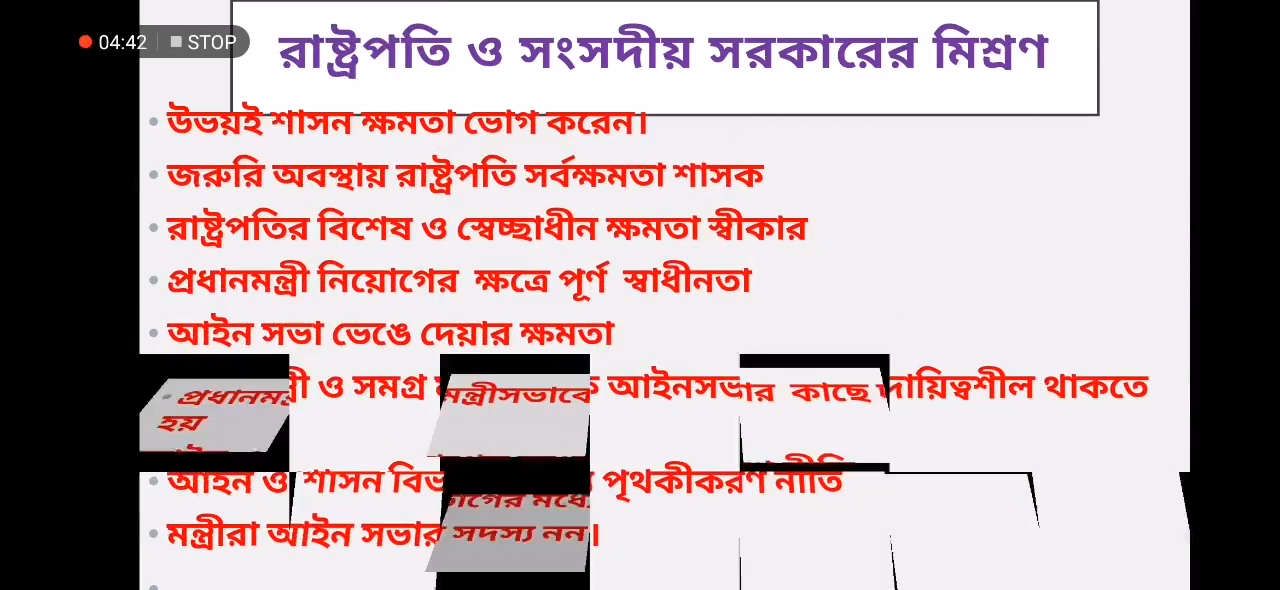 04:42 STOP
রাষ্ট্রপতি ও সংসদীয় সরকারের মিশ্রণ
উভয়ই শাসন ক্ষমতা ভোগ করেন।
জরুরি অবস্থায় রাষ্ট্রপতি সর্বক্ষমতা শাসক
রাষ্ট্রপতির বিশেষ ও স্বেচ্ছাধীন ক্ষমতা স্বীকার
প্রধানমন্ত্রী নিয়োগের ক্ষত্রে পূর্ণ স্বাধীনতা
আইন সভা ভেঙে দেয়ার ক্ষমতা
প্রধানমন্ত্রী ও সমগ্র মন্ত্রীসভাকে আইনসভার কাছে দায়িত্বশীল থাকতে
হয়
আইন ও শাসন বিভাগের মধ্যে পৃথকীকরণ নীতি
মন্ত্রীরা আইন সভার সদস্য নন।